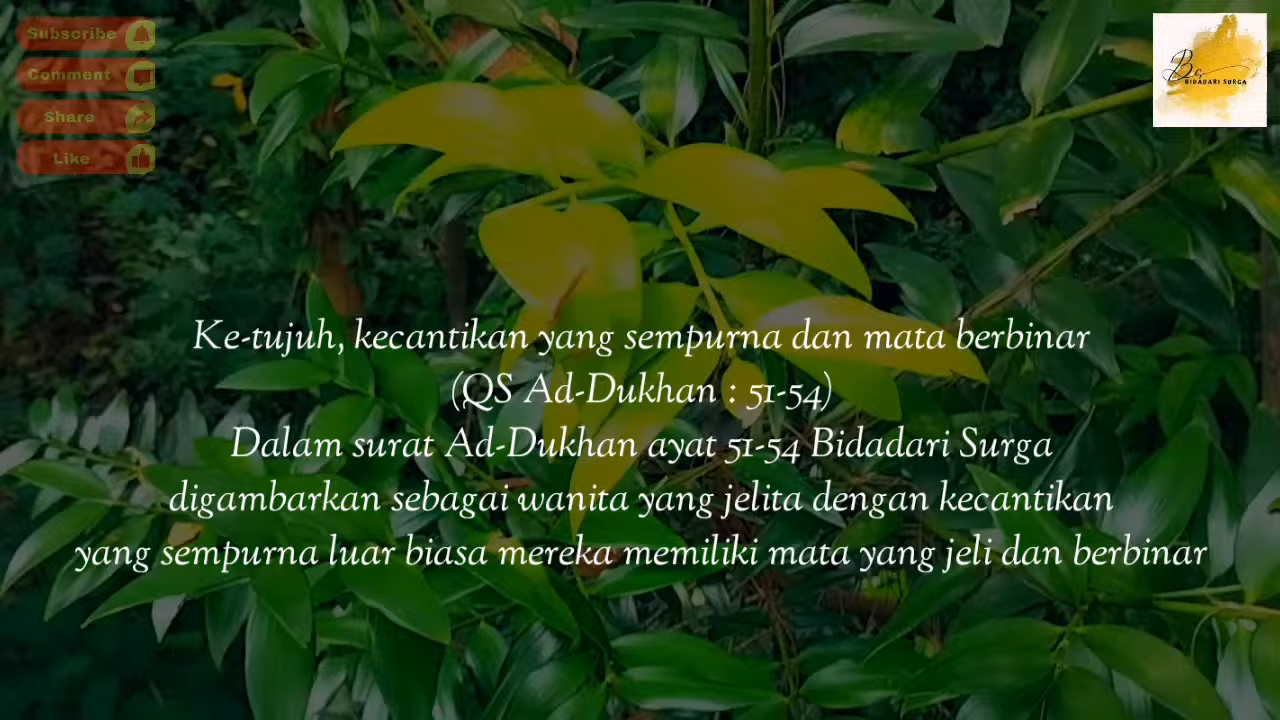 Subscribe
Comment
Share
Like
Bs
BIDADARI SURGA
Ke-tujuh, kecantikan yang sempurna dan mata berbinar
(QS Ad-Dukhan : 51-54)
Dalam surat Ad-Dukhan ayat 51-54 Bidadari Surga
digambarkan sebagai wanita yang jelita dengan kecantikan
yang sempurna luar biasa mereka memiliki mata yang jeli dan berbinar